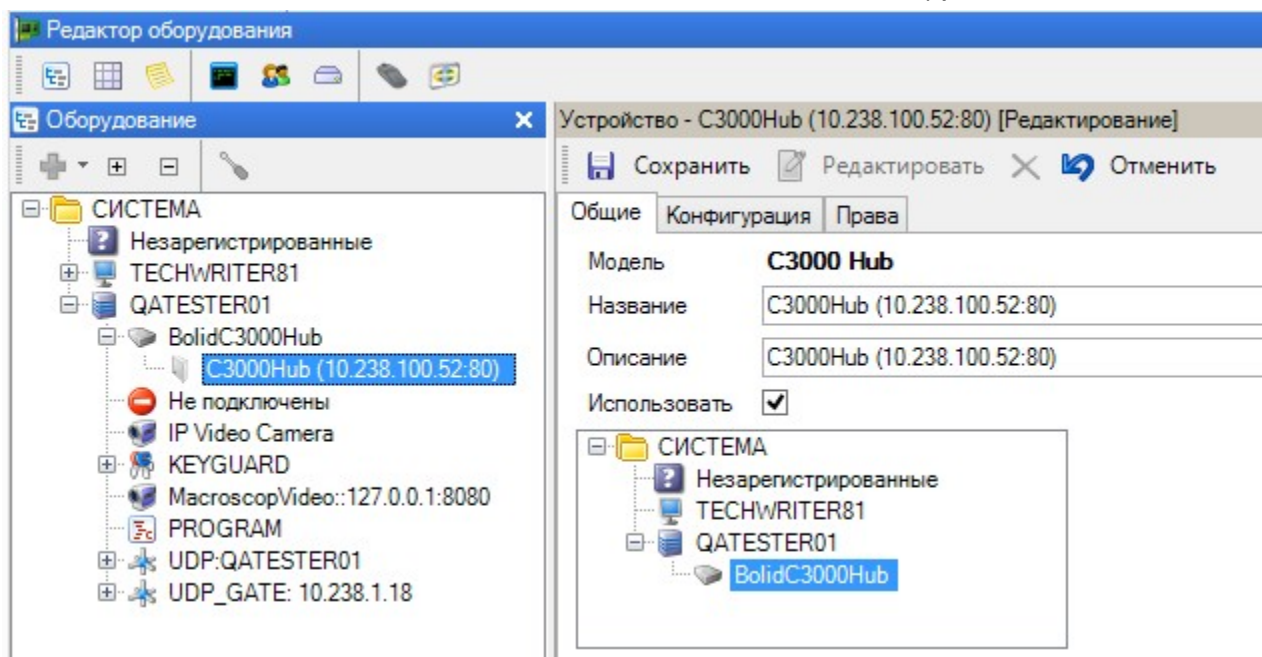 Редактор оборудования
Оборудование
СИСТЕМА
Незарегистрированные
TECHWRITER81
QATESTER01
BolidC3000Hub
C3000Hub (10.238.100.52:80)
Не подключены
IP Video Camera
KEYGUARD
MacroscopVideo::127.0.0.1:8080
PROGRAM
UDP:QATESTER01
UDP_GATE: 10.238.1.18
Устройство - C3000Hub (10.238.100.52:80) [Редактирование]
Сохранить Редактировать Отменить
Общие Конфигурация Права
Модель C3000 Hub
Название C3000Hub (10.238.100.52:80)
Описание C3000Hub (10.238.100.52:80)
Использовать
СИСТЕМА
Незарегистрированные
TECHWRITER81
QATESTER01
BolidC3000Hub